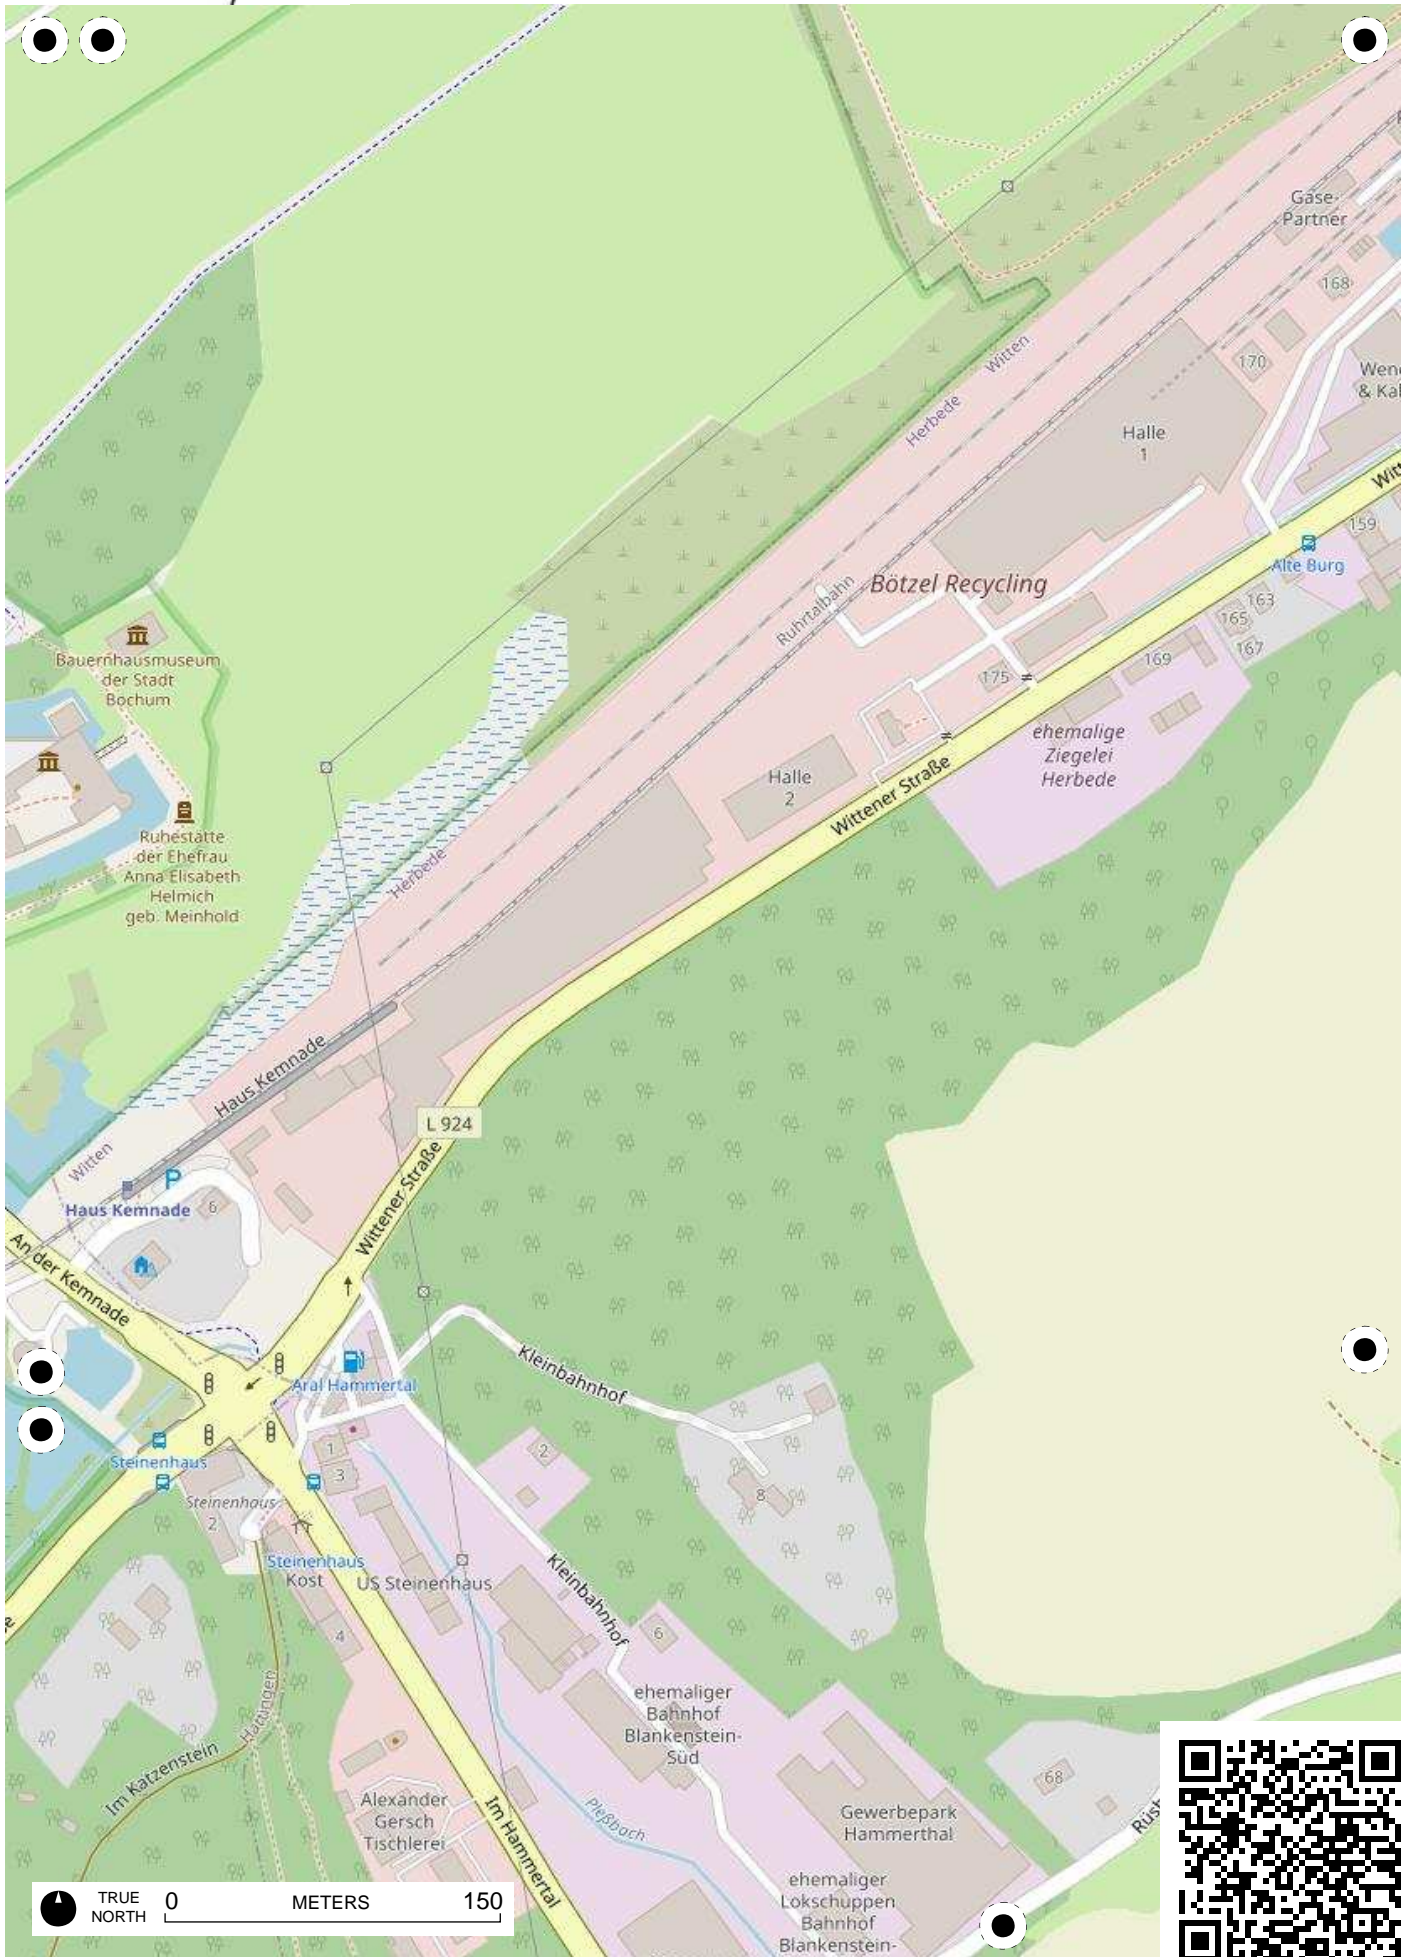 Gase-
Partner
168
170
Halle
1
Witten
Herbede
159
Alte Burg
163
165
167
169
175
Bötzel Recycling
Ruhrtalbahn
ehemalige
Ziegelei
Herbede
Halle
2
Wittener Straße
Bauernhausmuseum
der Stadt
Bochum
Ruhestätte
der Ehefrau
Anna Elisabeth
Helmich
geb. Meinhold
Herbede
Haus Kemnade
L 924
Wittener Straße
Witten
P
Haus Kemnade
6
An der Kemnade
Aral Hammertal
Kleinbahnhof
1
3
2
8
Steinenhaus
Steinenhaus
2
Steinenhaus
Kost
US Steinenhaus
4
Kleinbahnhof
6
Hattingen
Im Katzenstein
ehemaliger
Bahnhof
Blankenstein-
Süd
68
Alexander
Gersch
Tischlerei
Im Hammertal
Pleßbach
Gewerbepark
Hammerthal
ehemaliger
Lokschuppen
Bahnhof
Blankenstein-
TRUE
NORTH
0 METERS 150